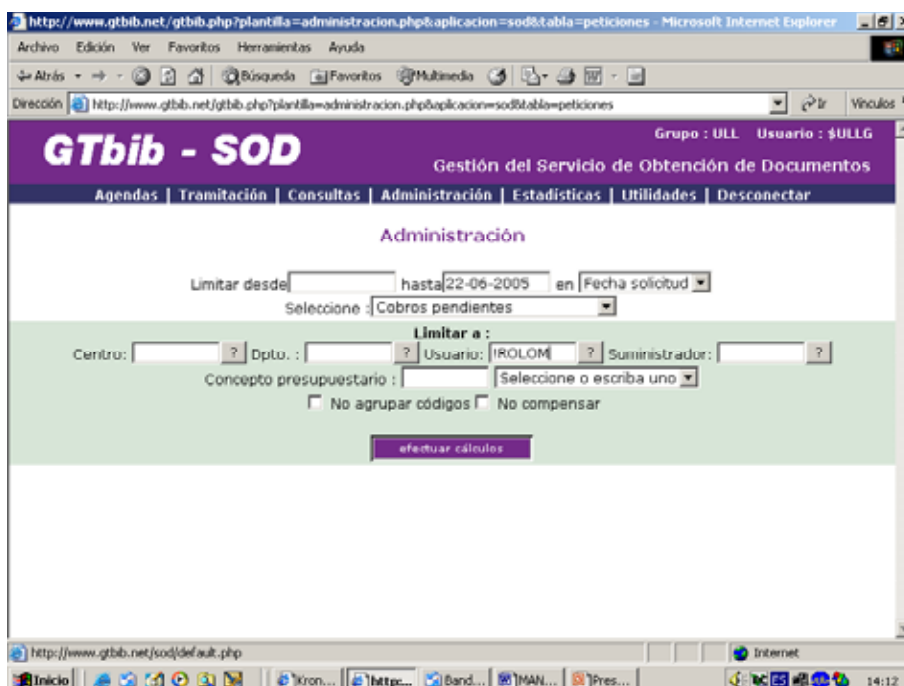 http://www.gtbib.net/gtbib.php?plantilla=administracion.php&aplicacion=sod&tabla=peticiones - Microsoft Internet Explorer
Archivo Edición Ver Favoritos Herramientas Ayuda
Atrás Búsqueda Favoritos Multimedia
Dirección http://www.gtbib.net/gtbib.php?plantilla=administracion.php&aplicacion=sod&tabla=peticiones Ir Vínculos
Grupo : ULL Usuario : $ULLG
GTbib - SOD
Gestión del Servicio de Obtención de Documentos
Agendas | Tramitación | Consultas | Administración | Estadísticas | Utilidades | Desconectar
Administración
Limitar desde hasta 22-06-2005 en Fecha solicitud
Seleccione : Cobros pendientes
Limitar a :
Centro: ? Dpto. : ? Usuario: !ROLOM ? Suministrador: ?
Concepto presupuestario : Seleccione o escriba uno
No agrupar códigos No compensar
efectuar cálculos
http://www.gtbib.net/sod/default.php Internet
Inicio Kron... http:... Band... MAN... Pres... 14:12